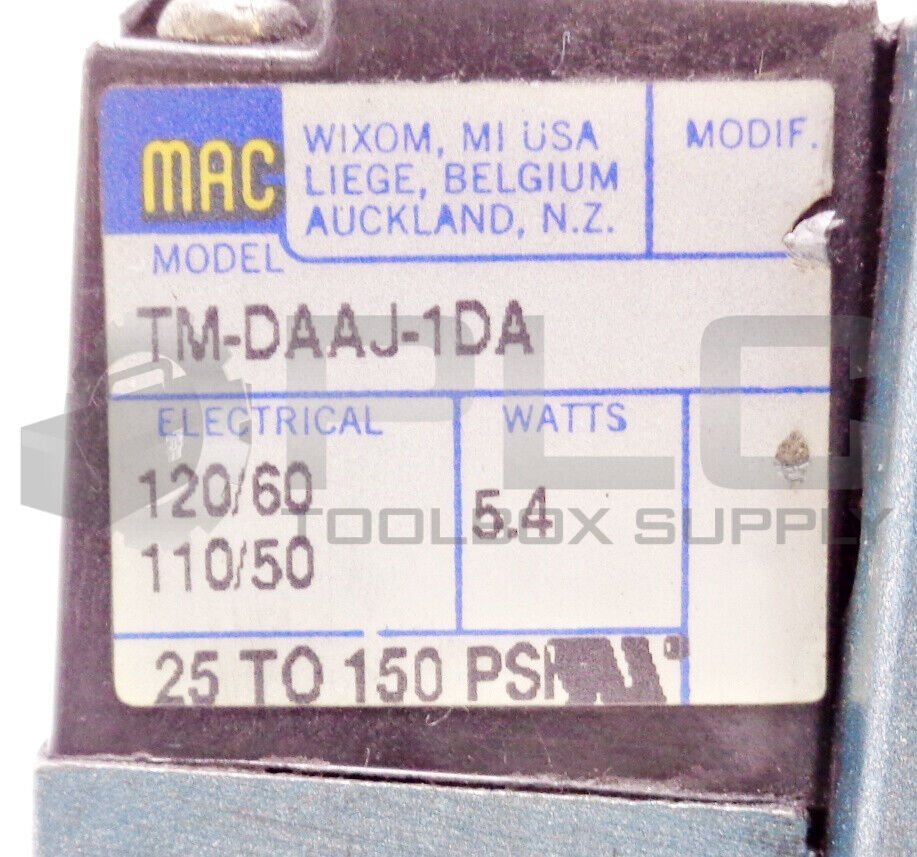 MAC
WIXOM, MI USA
LIEGE, BELGIUM
AUCKLAND, N.Z.
MODIF.
MODEL
TM-DAAJ-1DA
ELECTRICAL
120/60
110/50
WATTS
5.4
25 TO 150 PSI
PLC
TOOLBOX SUPPLY